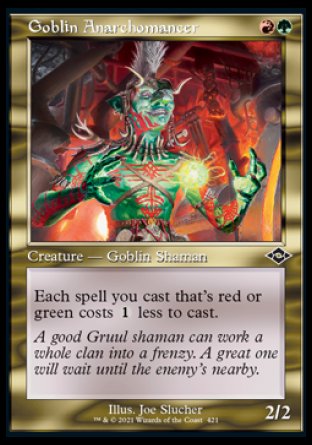 Goblin Anarchomancer
Creature — Goblin Shaman
Each spell you cast that's red or
green costs 1 less to cast.
A good Gruul shaman can work a
whole clan into a frenzy. A great one
will wait until the enemy's nearby.
Illus. Joe Slucher
™ & © 2021 Wizards of the Coast 421
2/2